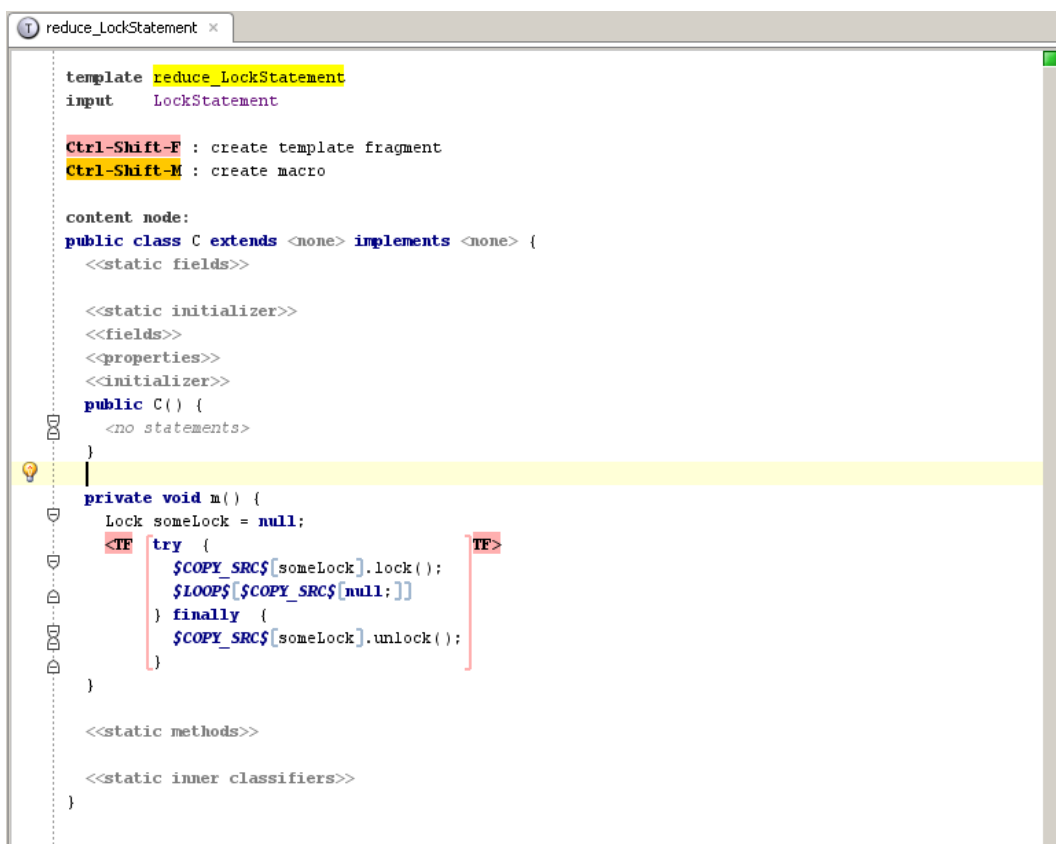 reduce_LockStatement ×
template reduce_LockStatement
input LockStatement
Ctrl-Shift-F : create template fragment
Ctrl-Shift-M : create macro
content node:
public class C extends <none> implements <none> {
<<static fields>>
<<static initializer>>
<<fields>>
<<properties>>
<<initializer>>
public C() {
<no statements>
}
private void m() {
Lock someLock = null;
<TF [try { ]TF>
$COPY_SRC$[someLock].lock();
$LOOP$[$COPY_SRC$[null;]]
} finally {
$COPY_SRC$[someLock].unlock();
}
}
<<static methods>>
<<static inner classifiers>>
}